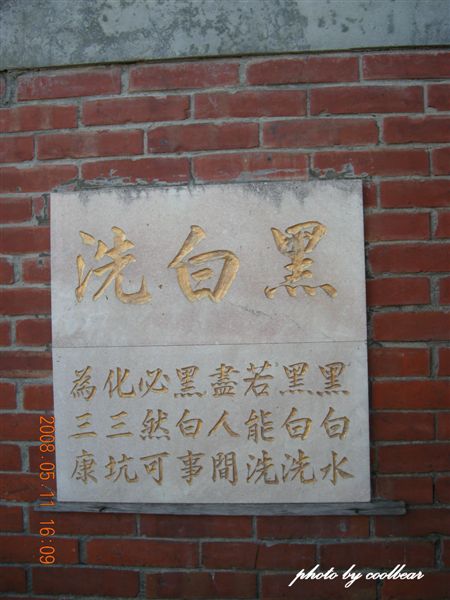 黑白洗
黑白水
黑白洗
若能洗
盡人間
黑白事
必然可
化三坑
為三康
2008.05.11 16:09
photo by coolbear